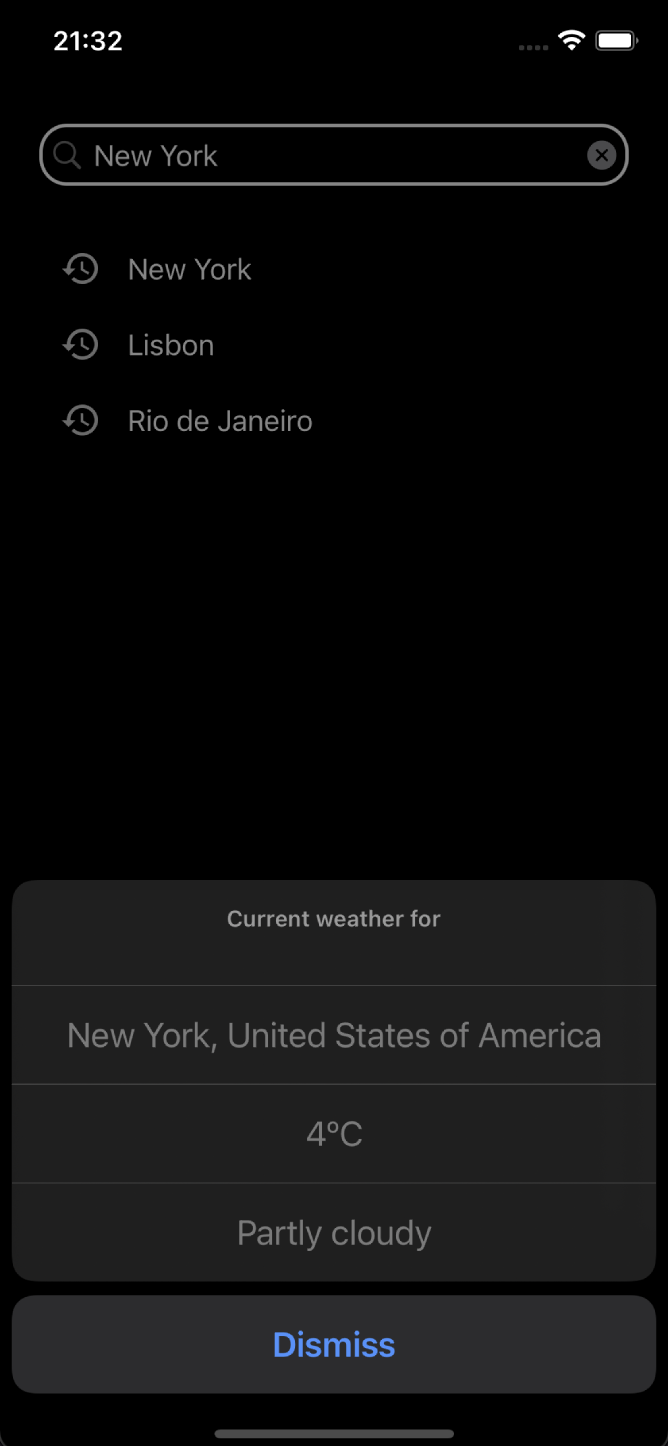 21:32
New York
New York
Lisbon
Rio de Janeiro
Current weather for
New York, United States of America
4ºC
Partly cloudy
Dismiss